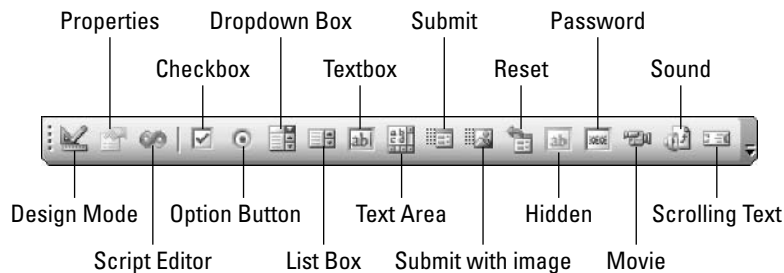 Properties Dropdown Box Submit Password
Checkbox Textbox Reset Sound
Design Mode Option Button Text Area Hidden Scrolling Text
Script Editor List Box Submit with image Movie